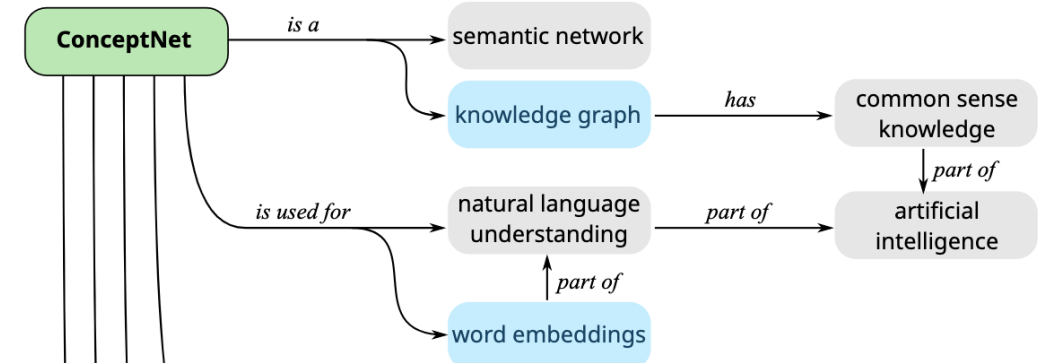 ConceptNet
is a
semantic network
knowledge graph
has
common sense
knowledge
part of
is used for
natural language
understanding
part of
artificial
intelligence
part of
word embeddings